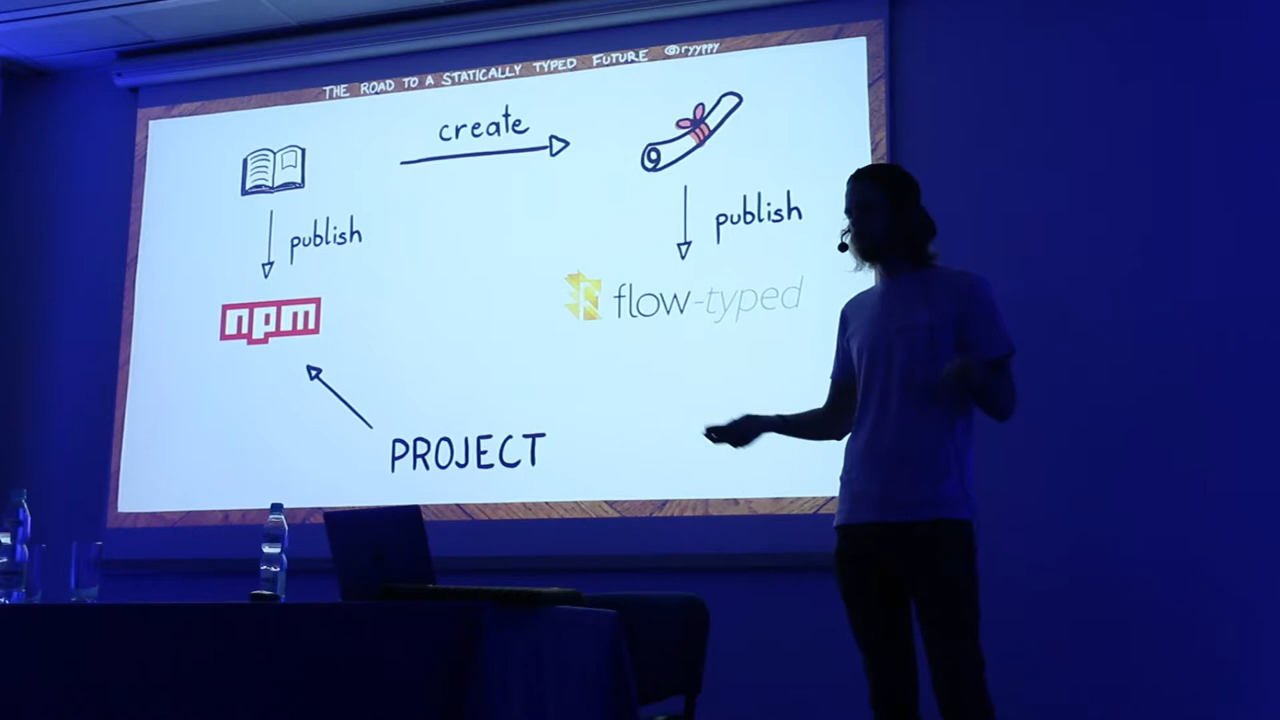 THE ROAD TO A STATICALLY TYPED FUTURE @ryyppy
create
publish
publish
npm
flow-typed
PROJECT